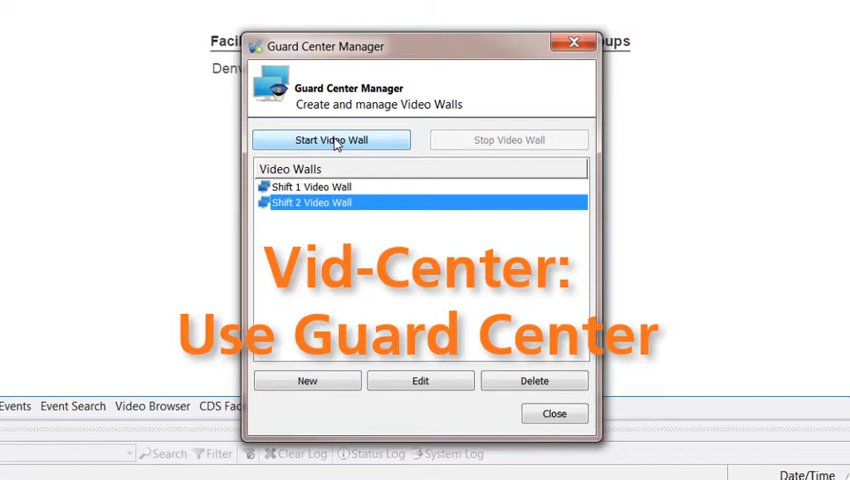 Facil
ups
Guard Center Manager
Denv
Guard Center Manager
Create and manage Video Walls
Start Video Wall
Stop Video Wall
Video Walls
Shift 1 Video Wall
Shift 2 Video Wall
Vid-Center:
Use Guard Center
New
Edit
Delete
Events
Event Search
Video Browser
CDS Fac
Close
Search
Filter
Clear Log
Status Log
System Log
Date/Time